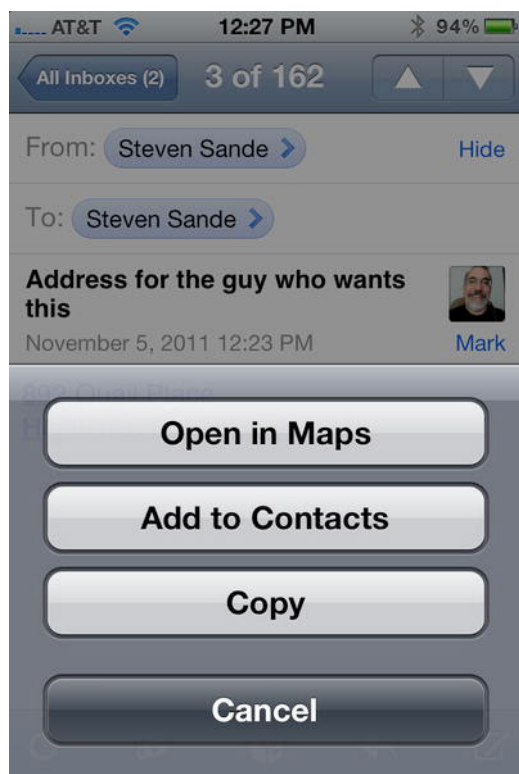 AT&T 12:27 PM 94%
All Inboxes (2) 3 of 162
From: Steven Sande Hide
To: Steven Sande
Address for the guy who wants
this
November 5, 2011 12:23 PM Mark
Open in Maps
Add to Contacts
Copy
Cancel